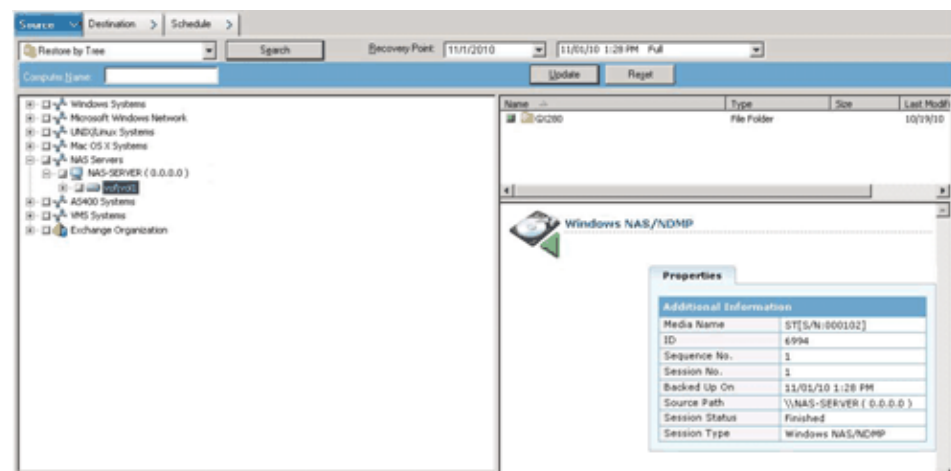 Source
Destination
Schedule
Restore by Tree
Search
Recovery Point:
11/1/2010
11/01/10 1:28 PM Full
Computer Name:
Update
Reset
Windows Systems
Microsoft Windows Network
UNIX/Linux Systems
Mac OS X Systems
NAS Servers
NAS-SERVER ( 0.0.0.0 )
AS400 Systems
VMS Systems
Exchange Organization
Name Type Size Last Modifi
GX280 File Folder 10/19/10
Windows NAS/NDMP
Properties
Additional Information
Media Name ST[S/N:000102]
ID 6994
Sequence No. 1
Session No. 1
Backed Up On 11/01/10 1:28 PM
Source Path \\NAS-SERVER ( 0.0.0.0 )
Session Status Finished
Session Type Windows NAS/NDMP